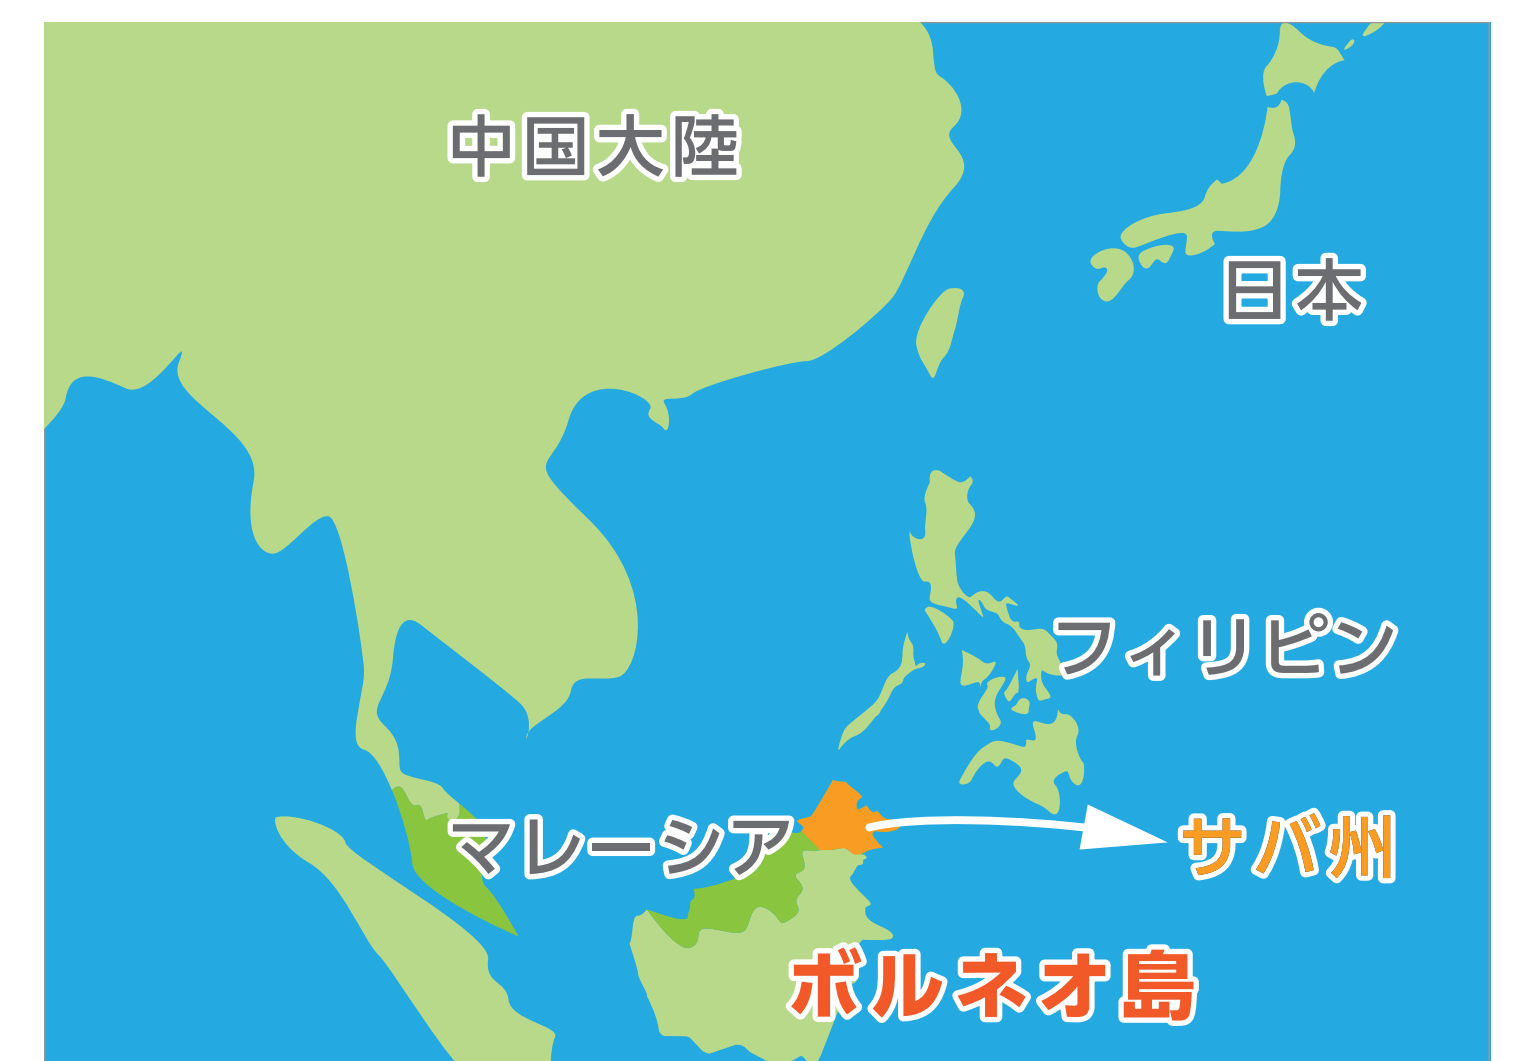 中国大陸
日本
フィリピン
マレーシア
サバ州
ボルネオ島